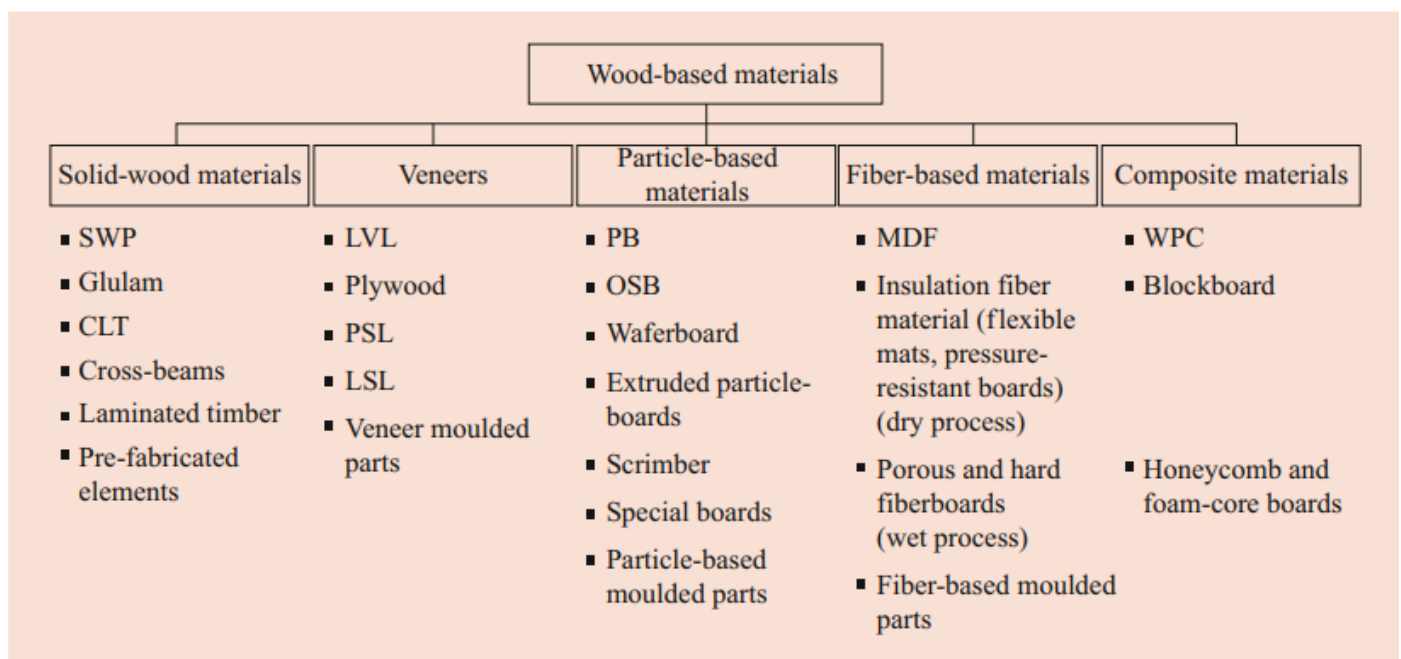 Wood-based materials
Solid-wood materials
▪ SWP
▪ Glulam
▪ CLT
▪ Cross-beams
▪ Laminated timber
▪ Pre-fabricated
elements
Veneers
▪ LVL
▪ Plywood
▪ PSL
▪ LSL
▪ Veneer moulded
parts
Particle-based
materials
▪ PB
▪ OSB
▪ Waferboard
▪ Extruded particle-
boards
▪ Scrimber
▪ Special boards
▪ Particle-based
moulded parts
Fiber-based materials
▪ MDF
▪ Insulation fiber
material (flexible
mats, pressure-
resistant boards)
(dry process)
▪ Porous and hard
fiberboards
(wet process)
▪ Fiber-based moulded
parts
Composite materials
▪ WPC
▪ Blockboard
▪ Honeycomb and
foam-core boards